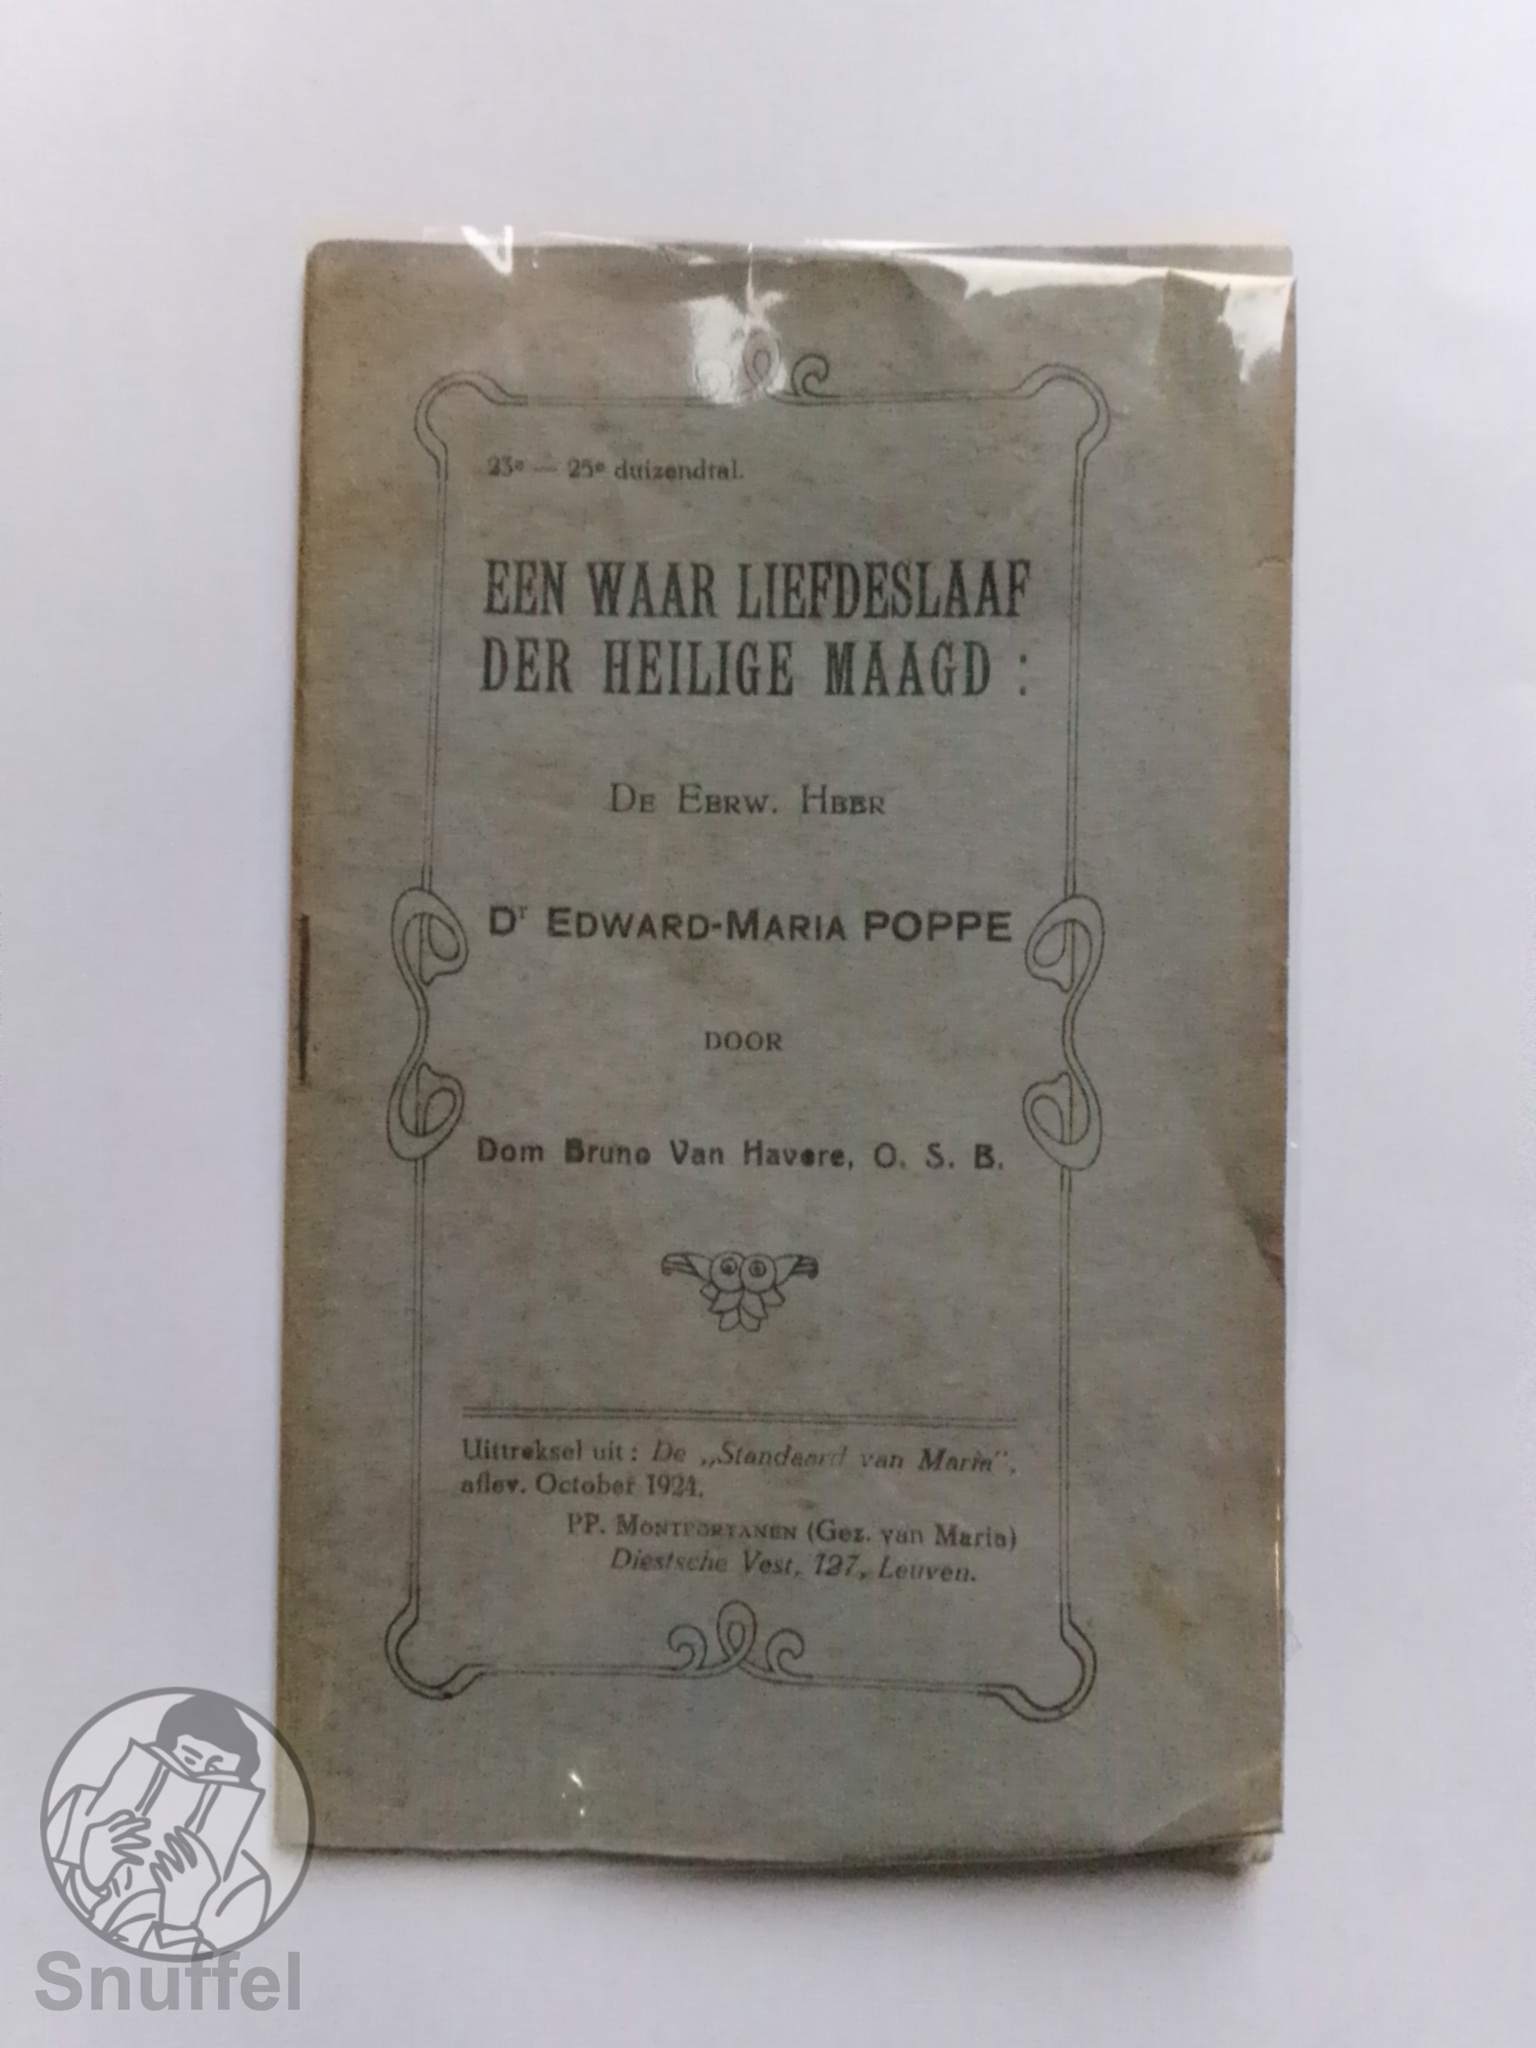 23e — 25e duizendtal.
EEN WAAR LIEFDESLAAF
DER HEILIGE MAAGD :
DE EERW. HEER
Dr EDWARD-MARIA POPPE
DOOR
Dom Bruno Van Havere, O. S. B.
Uittreksel uit : De „Standaard van Maria",
aflev. October 1924.
PP. MONTFORTANEN (Gez. van Maria)
Diestsche Vest, 127, Leuven.
Snuffel